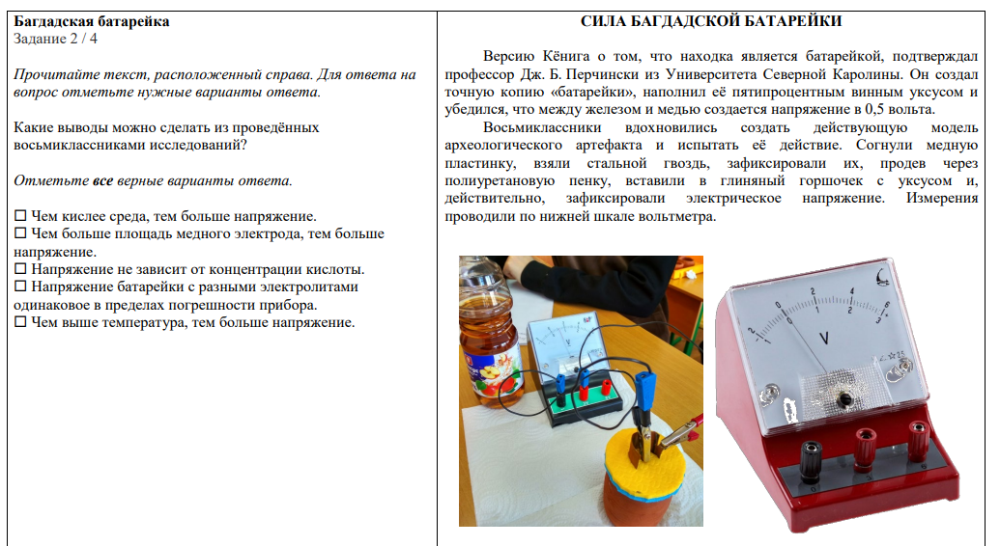 Багдадская батарейка
Задание 2 / 4
Прочитайте текст, расположенный справа. Для ответа на
вопрос отметьте нужные варианты ответа.
Какие выводы можно сделать из проведённых
восьмиклассниками исследований?
Отметьте все верные варианты ответа.
☐ Чем кислее среда, тем больше напряжение.
☐ Чем больше площадь медного электрода, тем больше
напряжение.
☐ Напряжение не зависит от концентрации кислоты.
☐ Напряжение батарейки с разными электролитами
одинаковое в пределах погрешности прибора.
☐ Чем выше температура, тем больше напряжение.
СИЛА БАГДАДСКОЙ БАТАРЕЙКИ
Версию Кёнига о том, что находка является батарейкой, подтверждал
профессор Дж. Б. Перчински из Университета Северной Каролины. Он создал
точную копию «батарейки», наполнил её пятипроцентным винным уксусом и
убедился, что между железом и медью создается напряжение в 0,5 вольта.
Восьмиклассники вдохновились создать действующую модель
археологического артефакта и испытать её действие. Согнули медную
пластинку, взяли стальной гвоздь, зафиксировали их, продев через
полиуретановую пенку, вставили в глиняный горшочек с уксусом и,
действительно, зафиксировали электрическое напряжение. Измерения
проводили по нижней шкале вольтметра.
-2 0 2 4 6
-1 0 1 2 3 +
V